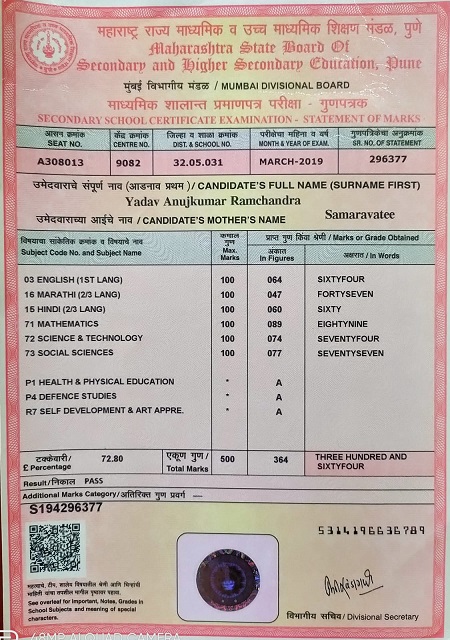 महाराष्ट्र राज्य माध्यमिक व उच्च माध्यमिक शिक्षण मंडळ, पुणे
Maharashtra State Board Of
Secondary and Higher Secondary Education, Pune
मुंबई विभागीय मंडळ / MUMBAI DIVISIONAL BOARD
माध्यमिक शालान्त प्रमाणपत्र परीक्षा - गुणपत्रक
SECONDARY SCHOOL CERTIFICATE EXAMINATION - STATEMENT OF MARKS
आसन क्रमांक केंद्र क्रमांक जिल्हा व शाळा क्रमांक परीक्षेचा महिना व वर्ष गुणपत्रिकेचा अनुक्रमांक
SEAT NO. CENTRE NO. DIST. & SCHOOL NO. MONTH & YEAR OF EXAM. SR. NO. OF STATEMENT
A308013 9082 32.05.031 MARCH-2019 296377
उमेदवाराचे संपूर्ण नाव (आडनाव प्रथम) / CANDIDATE'S FULL NAME (SURNAME FIRST)
Yadav Anujkumar Ramchandra
उमेदवाराच्या आईचे नाव / CANDIDATE'S MOTHER'S NAME Samaravatee
विषयाचा सांकेतिक क्रमांक व विषयाचे नाव कमाल गुण प्राप्त गुण किंवा श्रेणी / Marks or Grade Obtained
Subject Code No. and Subject Name Max. Marks अंकात In Figures अक्षरात / In Words
03 ENGLISH (1ST LANG) 100 064 SIXTYFOUR
16 MARATHI (2/3 LANG) 100 047 FORTYSEVEN
15 HINDI (2/3 LANG) 100 060 SIXTY
71 MATHEMATICS 100 089 EIGHTYNINE
72 SCIENCE & TECHNOLOGY 100 074 SEVENTYFOUR
73 SOCIAL SCIENCES 100 077 SEVENTYSEVEN
P1 HEALTH & PHYSICAL EDUCATION * A
P4 DEFENCE STUDIES * A
R7 SELF DEVELOPMENT & ART APPRE. * A
टक्केवारी/ 72.80 एकूण गुण/ 500 364 THREE HUNDRED AND
£ Percentage Total Marks SIXTYFOUR
Result/निकाल PASS
Additional Marks Category/अतिरिक्त गुण प्रवर्ग —
S194296377
5314196636789
महत्वाचे, टीप, शालेय विषयातील श्रेणी आणि चिन्हांची
माहिती यांचा तपशील मागील पृष्ठावर पहावा.
See overleaf for Important, Notes, Grades in
School Subjects and meaning of special
characters.
विभागीय सचिव / Divisional Secretary
48MP ALQUAD CAMERA